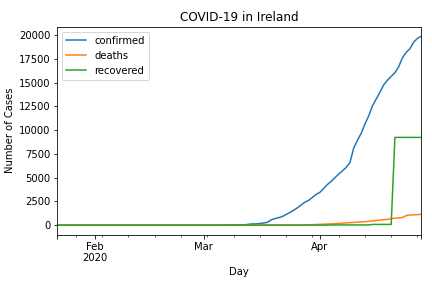 COVID-19 in Ireland
confirmed
deaths
recovered
20000
17500
15000
12500
10000
7500
5000
2500
0
Number of Cases
Feb
2020
Mar
Apr
Day